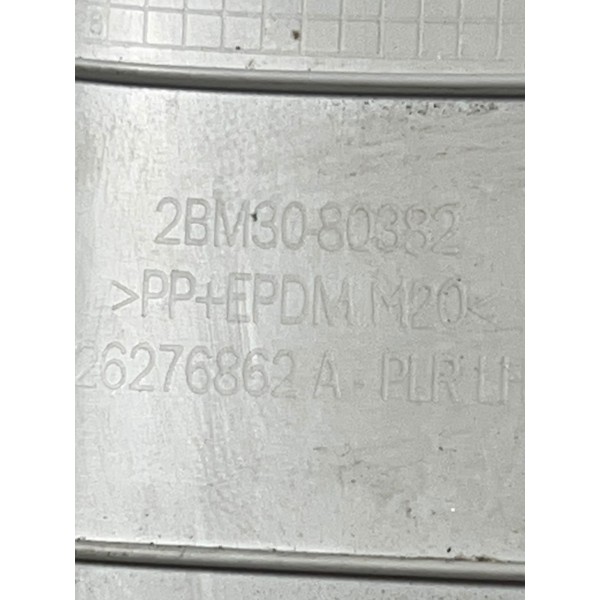 2BM30-80382
>PP+EPDM M20<
26276862 A - PLR LH